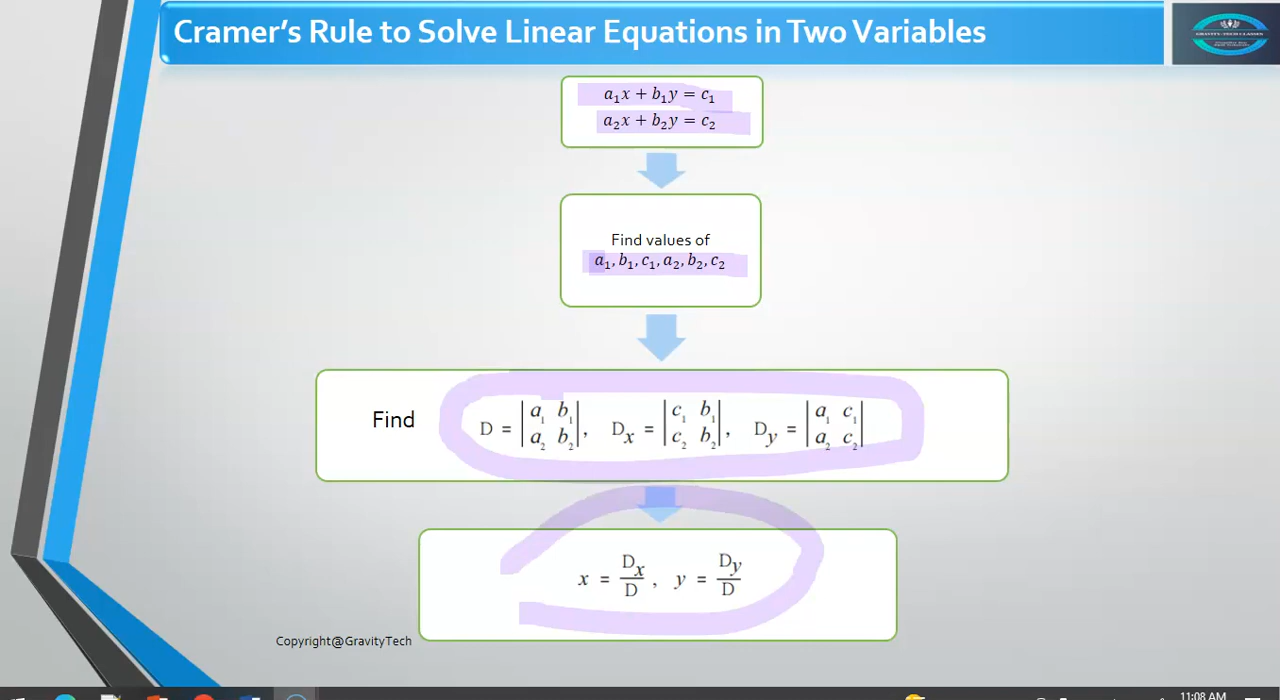 Cramer's Rule to Solve Linear Equations in Two Variables
a₁x + b₁y = c₁
a₂x + b₂y = c₂
Find values of
a₁, b₁, c₁, a₂, b₂, c₂
Find D = |a₁ b₁; a₂ b₂|, Dₓ = |c₁ b₁; c₂ b₂|, Dy = |a₁ c₁; a₂ c₂|
x = Dₓ/D, y = Dy/D
Copyright@GravityTech
11:08 AM